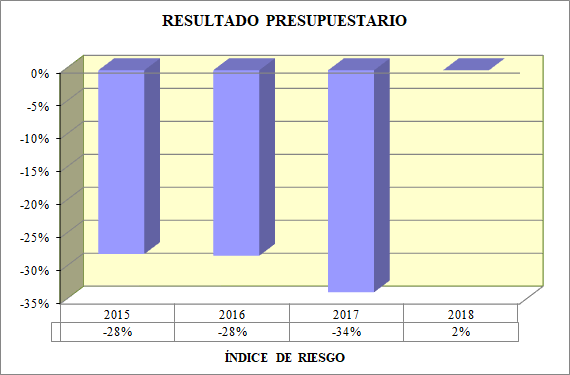 RESULTADO PRESUPUESTARIO
0%
-5%
-10%
-15%
-20%
-25%
-30%
-35%
2015 2016 2017 2018
-28% -28% -34% 2%
ÍNDICE DE RIESGO